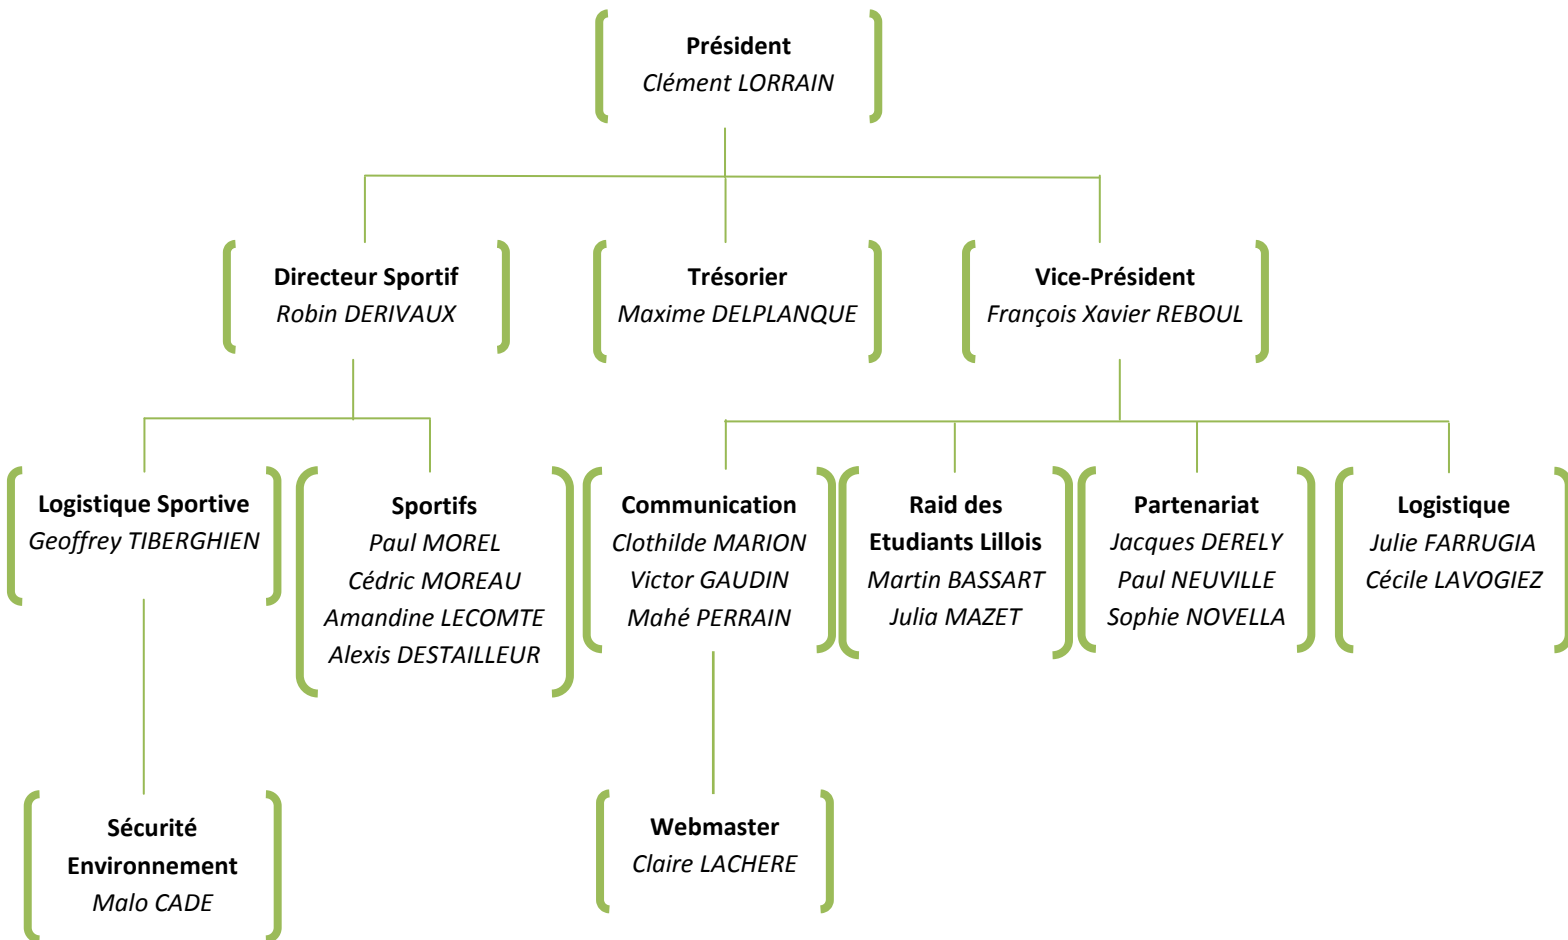 Président
Clément LORRAIN
Directeur Sportif
Robin DERIVAUX
Trésorier
Maxime DELPLANQUE
Vice-Président
François Xavier REBOUL
Logistique Sportive
Geoffrey TIBERGHIEN
Sportifs
Paul MOREL
Cédric MOREAU
Amandine LECOMTE
Alexis DESTAILLEUR
Communication
Clothilde MARION
Victor GAUDIN
Mahé PERRAIN
Raid des
Etudiants Lillois
Martin BASSART
Julia MAZET
Partenariat
Jacques DERELY
Paul NEUVILLE
Sophie NOVELLA
Logistique
Julie FARRUGIA
Cécile LAVOGIEZ
Sécurité
Environnement
Malo CADE
Webmaster
Claire LACHERE